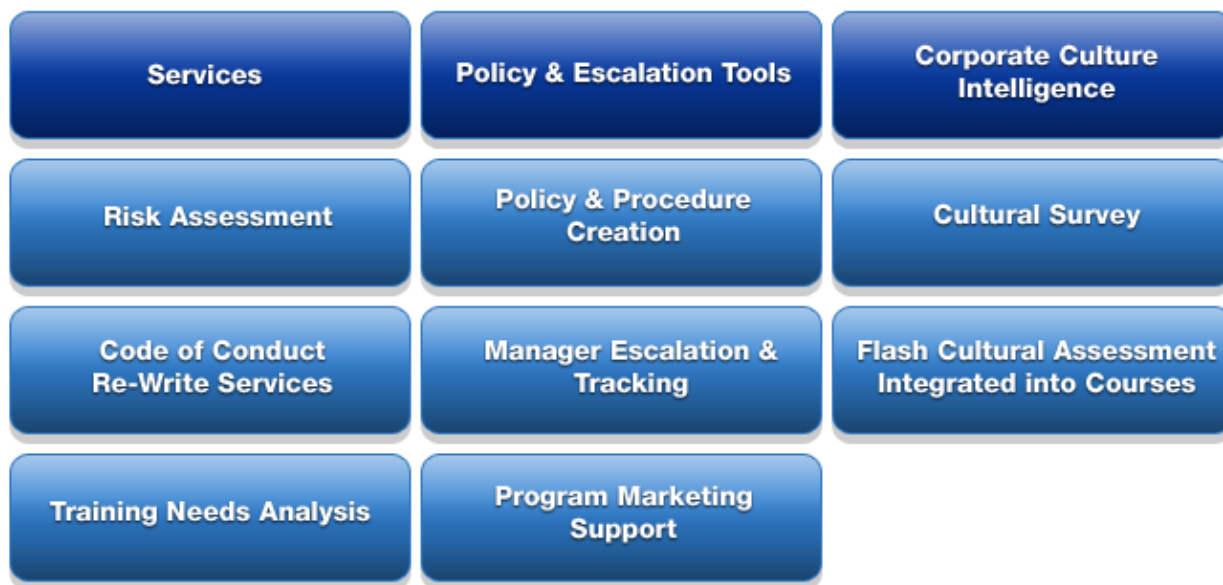 Services
Policy & Escalation Tools
Corporate Culture
Intelligence
Risk Assessment
Policy & Procedure
Creation
Cultural Survey
Code of Conduct
Re-Write Services
Manager Escalation &
Tracking
Flash Cultural Assessment
Integrated into Courses
Training Needs Analysis
Program Marketing
Support